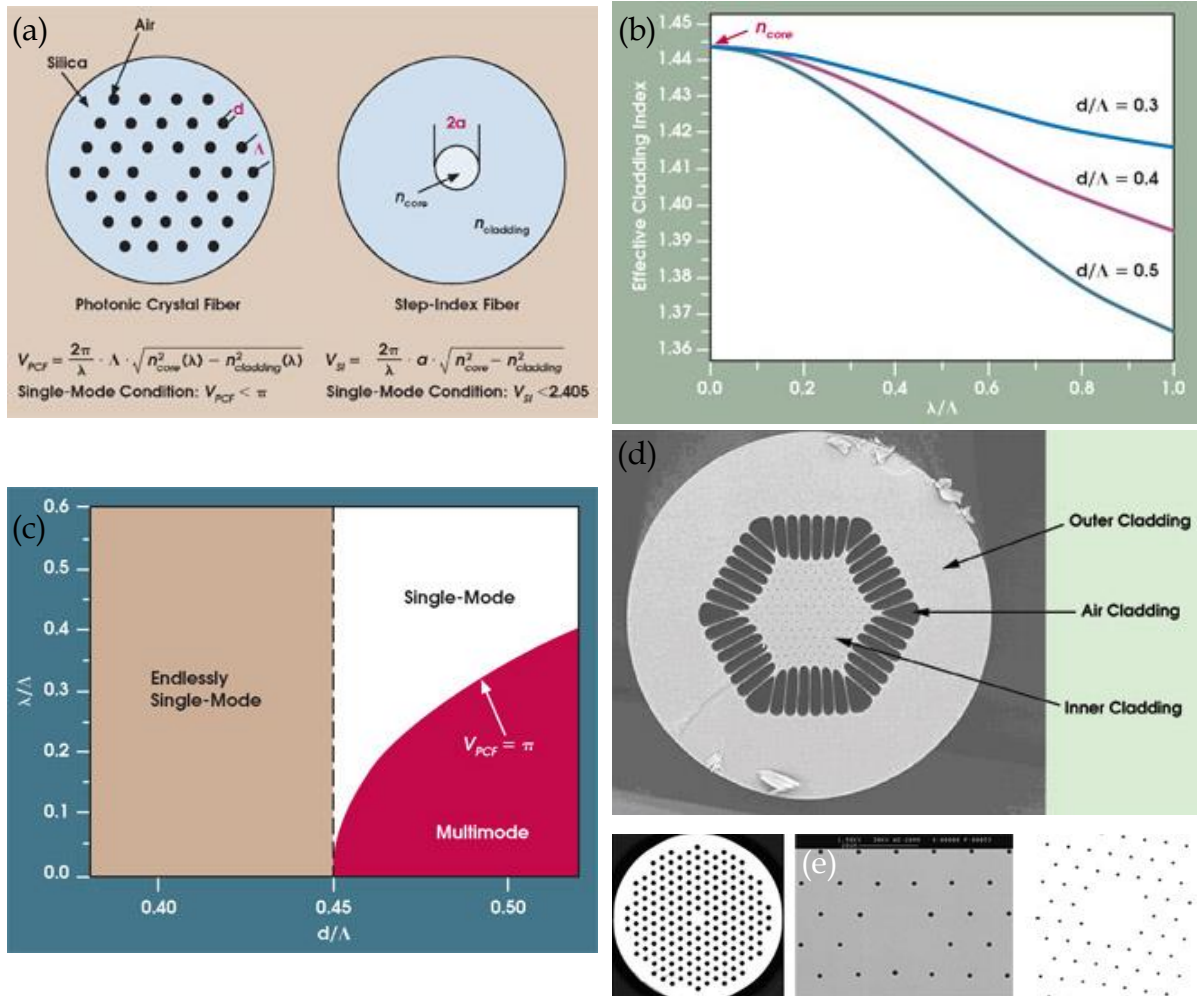 (a)
Air
Silica
d
Λ
2a
n_core
n_cladding
Photonic Crystal Fiber
Step-Index Fiber
V_PCF = 2π/λ · Λ · √(n²_core(λ) − n²_cladding(λ))
V_SI = 2π/λ · a · √(n²_core − n²_cladding)
Single-Mode Condition: V_PCF < π
Single-Mode Condition: V_SI <2.405
(b)
Effective Cladding Index
1.45
1.44
1.43
1.42
1.41
1.40
1.39
1.38
1.37
1.36
n_core
d/Λ = 0.3
d/Λ = 0.4
d/Λ = 0.5
0.0 0.2 0.4 0.6 0.8 1.0
λ/Λ
(c)
λ/Λ
0.6
0.5
0.4
0.3
0.2
0.1
0.0
Single-Mode
Endlessly
Single-Mode
V_PCF = π
Multimode
0.40 0.45 0.50
d/Λ
(d)
Outer Cladding
Air Cladding
Inner Cladding
(e)